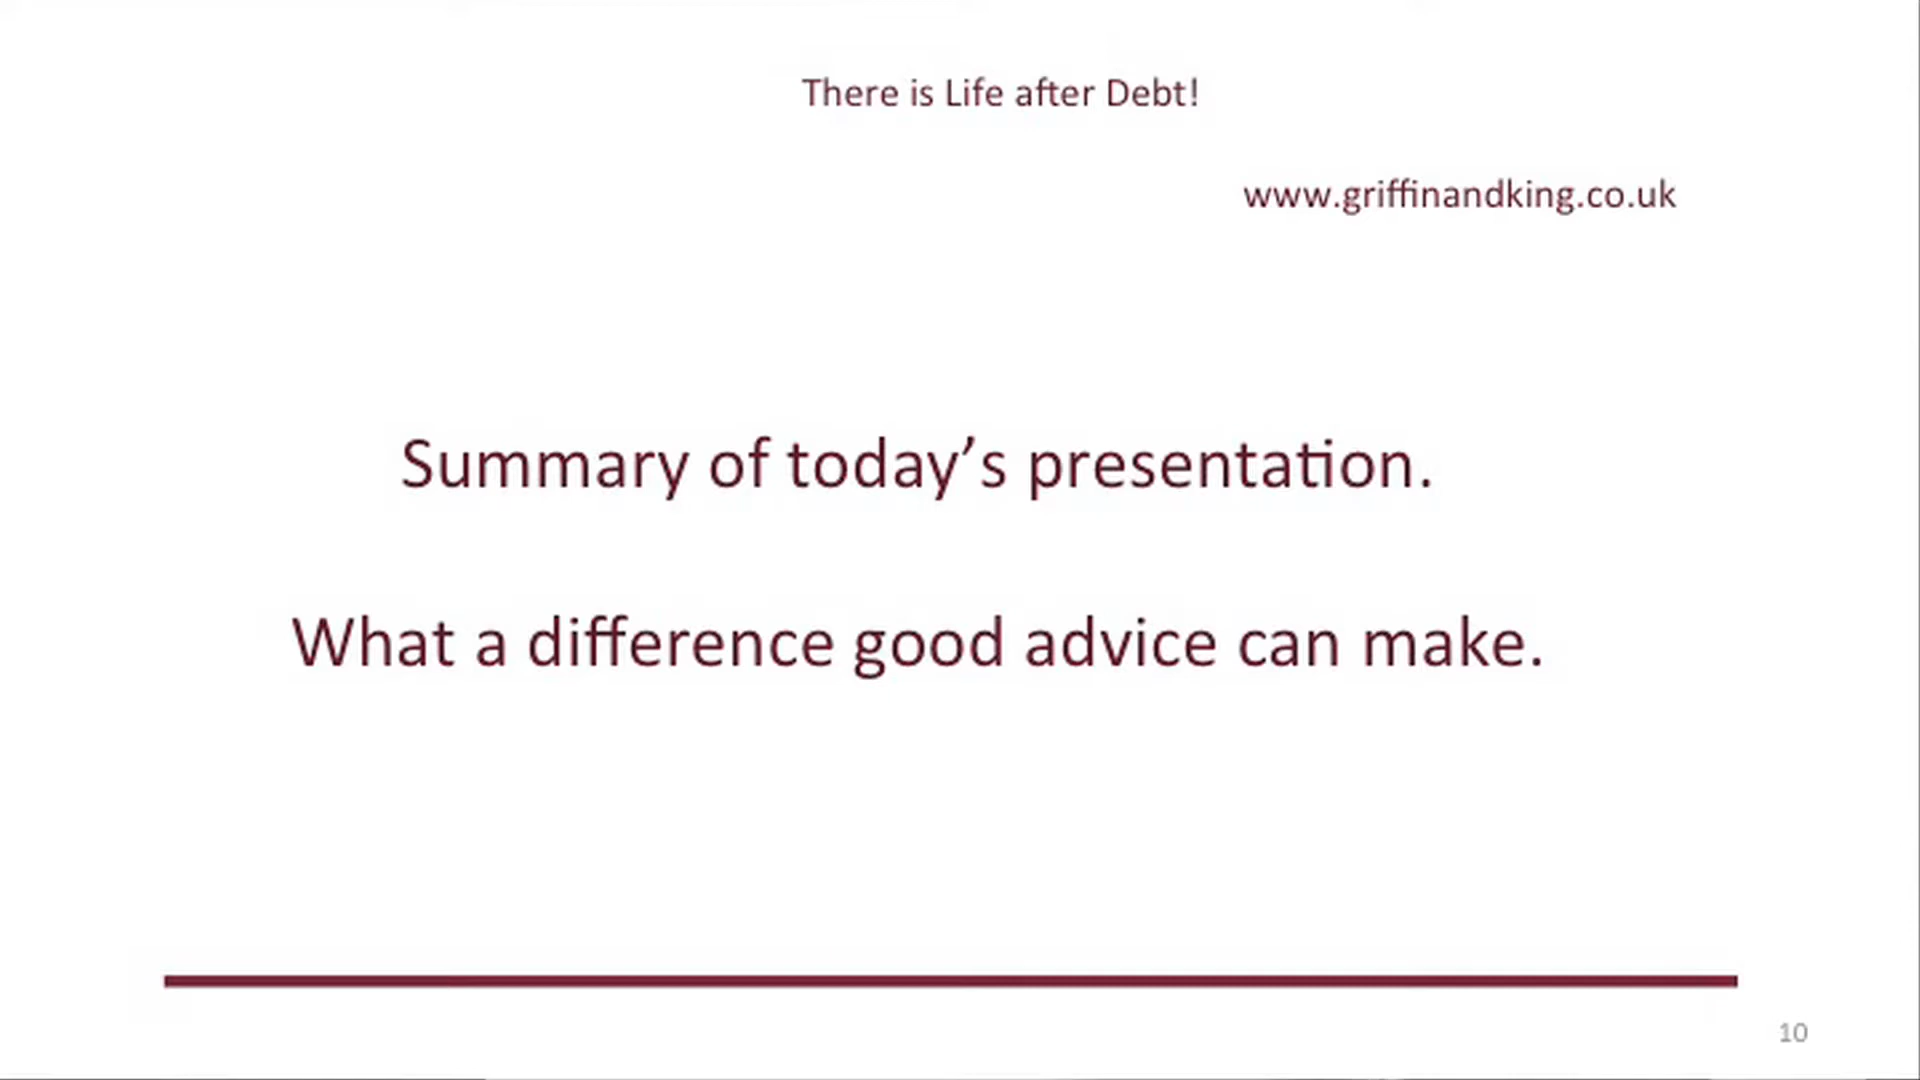 There is Life after Debt!
www.griffinandking.co.uk
Summary of today’s presentation.
What a difference good advice can make.
10